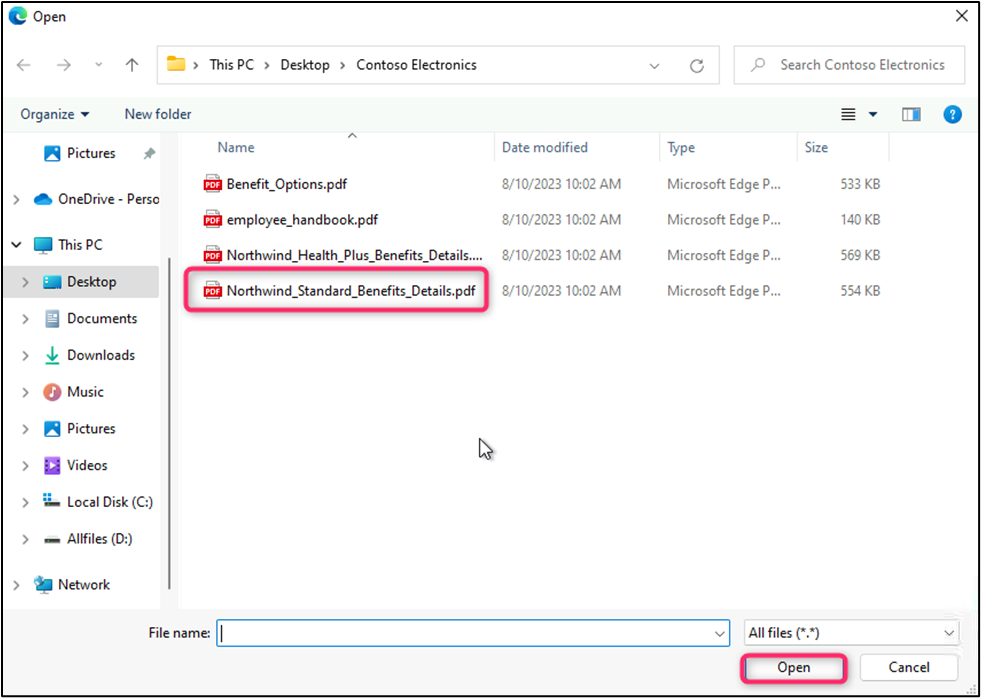 Open
This PC > Desktop > Contoso Electronics
Search Contoso Electronics
Organize
New folder
Name Date modified Type Size
Benefit_Options.pdf 8/10/2023 10:02 AM Microsoft Edge P... 533 KB
employee_handbook.pdf 8/10/2023 10:02 AM Microsoft Edge P... 140 KB
Northwind_Health_Plus_Benefits_Details.... 8/10/2023 10:02 AM Microsoft Edge P... 569 KB
Northwind_Standard_Benefits_Details.pdf 8/10/2023 10:02 AM Microsoft Edge P... 554 KB
Pictures
OneDrive - Perso
This PC
Desktop
Documents
Downloads
Music
Pictures
Videos
Local Disk (C:)
Allfiles (D:)
Network
File name:
All files (*.*)
Open
Cancel